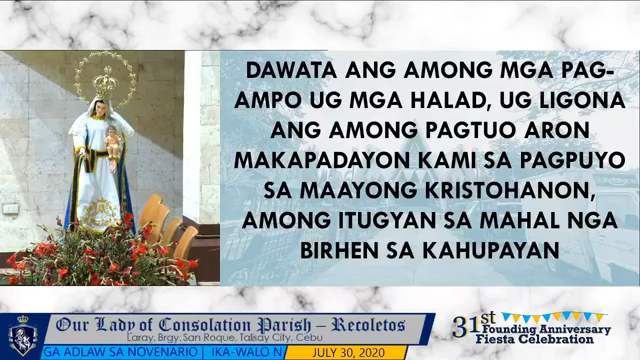 DAWATA ANG AMONG MGA PAG-
AMPO UG MGA HALAD, UG LIGONA
ANG AMONG PAGTUO ARON
MAKAPADAYON KAMI SA PAGPUYO
SA MAAYONG KRISTOHANON,
AMONG ITUGYAN SA MAHAL NGA
BIRHEN SA KAHUPAYAN
Our Lady of Consolation Parish – Recoletos
Laray, Brgy. San Roque, Talisay City, Cebu
31st Founding Anniversary
Fiesta Celebration
GA ADLAW SA NOVENARIO | IKA-WALO N
JULY 30, 2020